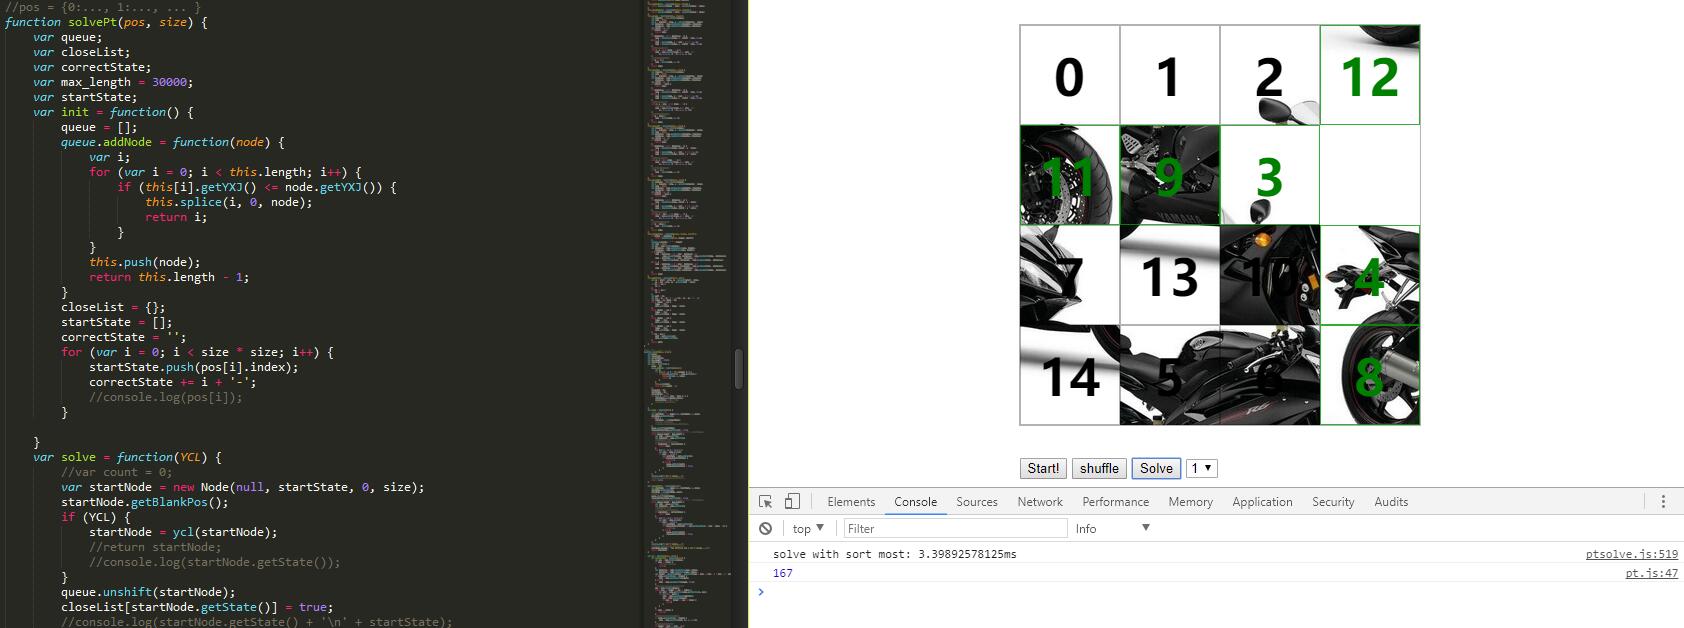 //pos = {0:..., 1:..., ... }
function solvePt(pos, size) {
var queue;
var closeList;
var correctState;
var max_length = 30000;
var startState;
var init = function() {
queue = [];
queue.addNode = function(node) {
var i;
for (var i = 0; i < this.length; i++) {
if (this[i].getYXJ() <= node.getYXJ()) {
this.splice(i, 0, node);
return i;
}
}
this.push(node);
return this.length - 1;
}
closeList = {};
startState = [];
correctState = '';
for (var i = 0; i < size * size; i++) {
startState.push(pos[i].index);
correctState += i + '-';
//console.log(pos[i]);
}
}
var solve = function(YCL) {
//var count = 0;
var startNode = new Node(null, startState, 0, size);
startNode.getBlankPos();
if (YCL) {
startNode = ycl(startNode);
//return startNode;
//console.log(startNode.getState());
}
queue.unshift(startNode);
closeList[startNode.getState()] = true;
//console.log(startNode.getState() + '\n' + startState);
0 1 2 12
11 9 3
7 13 10 4
14 5 6 8
Start! shuffle Solve 1
Elements Console Sources Network Performance Memory Application Security Audits
top Filter Info
solve with sort most: 3.39892578125ms ptsolve.js:519
167 pt.js:47